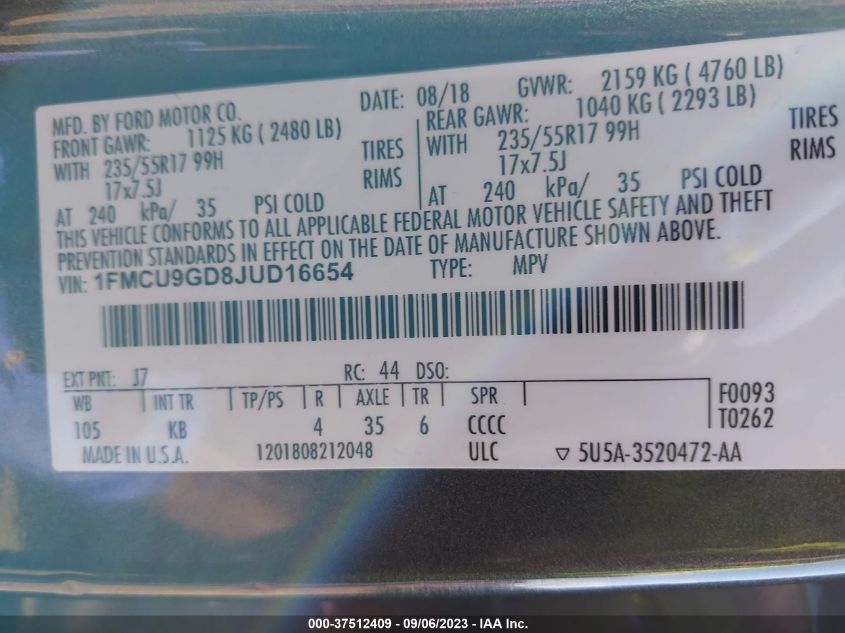 MFD. BY FORD MOTOR CO.
DATE: 08/18 GVWR: 2159 KG ( 4760 LB)
FRONT GAWR: 1125 KG ( 2480 LB) REAR GAWR: 1040 KG ( 2293 LB)
WITH 235/55R17 99H TIRES WITH 235/55R17 99H TIRES
17x7.5J RIMS 17x7.5J RIMS
AT 240 kPa/ 35 PSI COLD AT 240 kPa/ 35 PSI COLD
THIS VEHICLE CONFORMS TO ALL APPLICABLE FEDERAL MOTOR VEHICLE SAFETY AND THEFT
PREVENTION STANDARDS IN EFFECT ON THE DATE OF MANUFACTURE SHOWN ABOVE.
VIN: 1FMCU9GD8JUD16654 TYPE: MPV
EXT PNT: J7 RC: 44 DSO:
WB INT TR TP/PS R AXLE TR SPR F0093
105 KB 4 35 6 CCCC T0262
MADE IN U.S.A. 1201808212048 ULC ▽ 5U5A-3520472-AA
000-37512409 - 09/06/2023 - © IAA Inc.